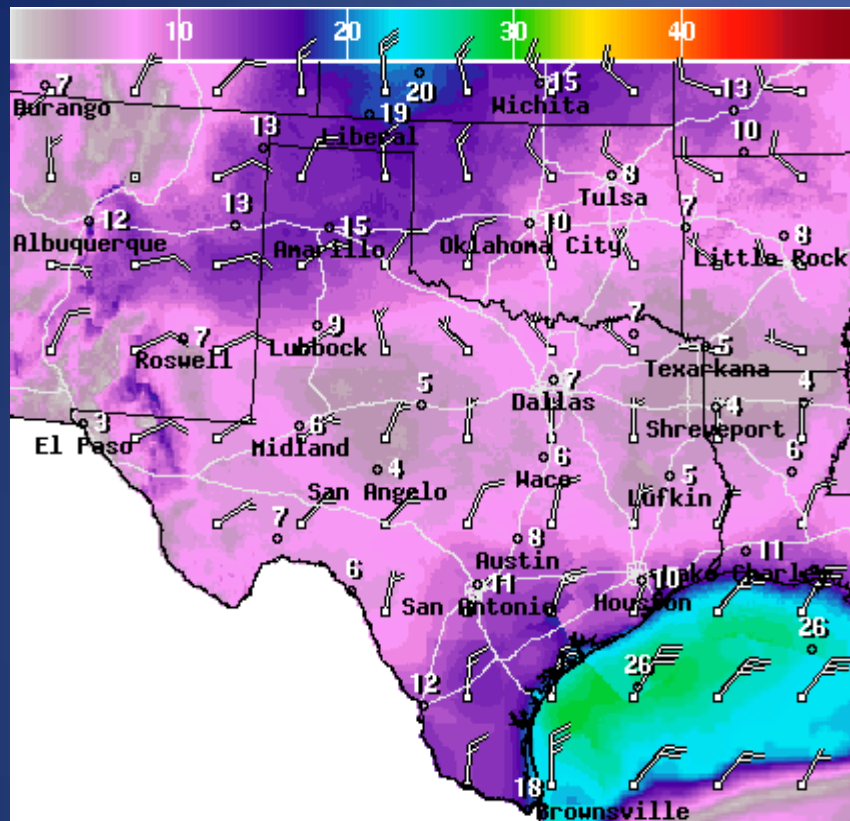 10 20 30 40
7 Durango
20
12
15 Wichita
13
19 Liberal
13
10
8 Tulsa
12 Albuquerque
13
15 Amarillo
10 Oklahoma City
7
8 Little Rock
7 Roswell
9 Lubbock
7
5 Texarkana
5
7 Dallas
4
3 El Paso
6 Midland
4 Shreveport
4 San Angelo
6 Waco
5 Lufkin
6
7
8 Austin
11 Lake Charles
6
11 San Antonio
10 Houston
26
26
12
18 Brownsville